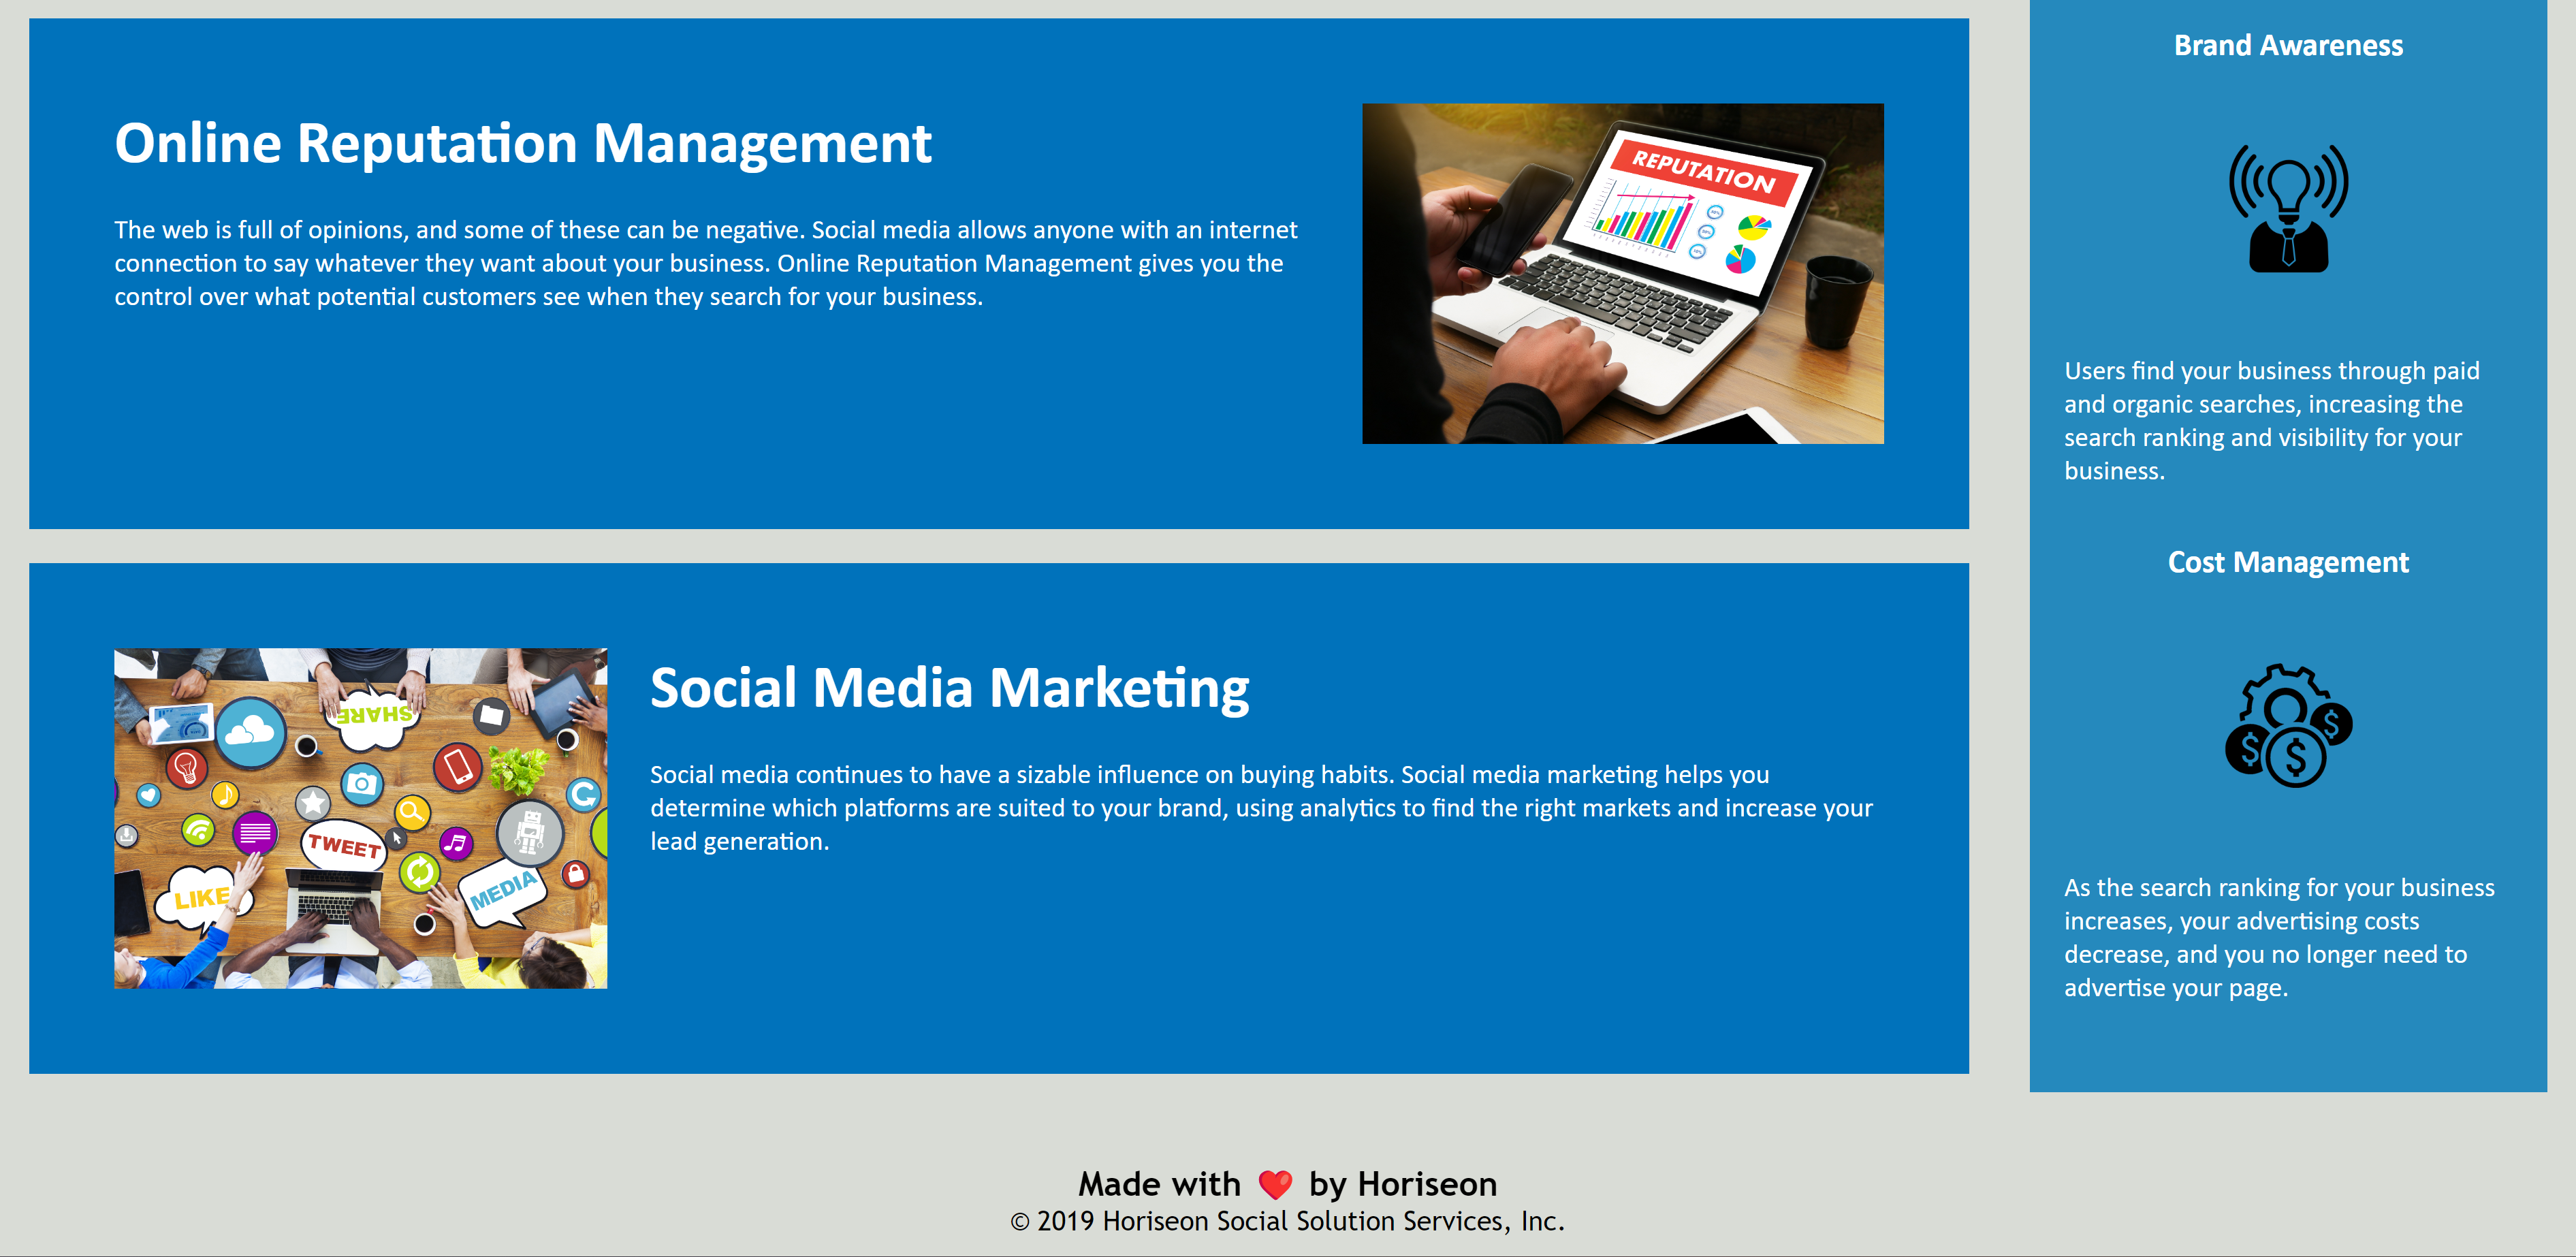 Online Reputation Management
The web is full of opinions, and some of these can be negative. Social media allows anyone with an internet
connection to say whatever they want about your business. Online Reputation Management gives you the
control over what potential customers see when they search for your business.
REPUTATION
Social Media Marketing
Social media continues to have a sizable influence on buying habits. Social media marketing helps you
determine which platforms are suited to your brand, using analytics to find the right markets and increase your
lead generation.
SHARE
TWEET
LIKE
MEDIA
Brand Awareness
Users find your business through paid
and organic searches, increasing the
search ranking and visibility for your
business.
Cost Management
$
$
$
As the search ranking for your business
increases, your advertising costs
decrease, and you no longer need to
advertise your page.
Made with ❤️ by Horiseon
© 2019 Horiseon Social Solution Services, Inc.